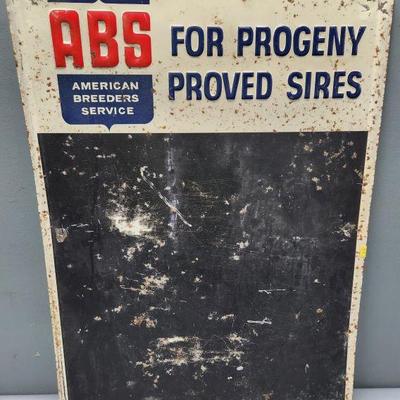 ABS FOR PROGENY
PROVED SIRES
AMERICAN
BREEDERS
SERVICE